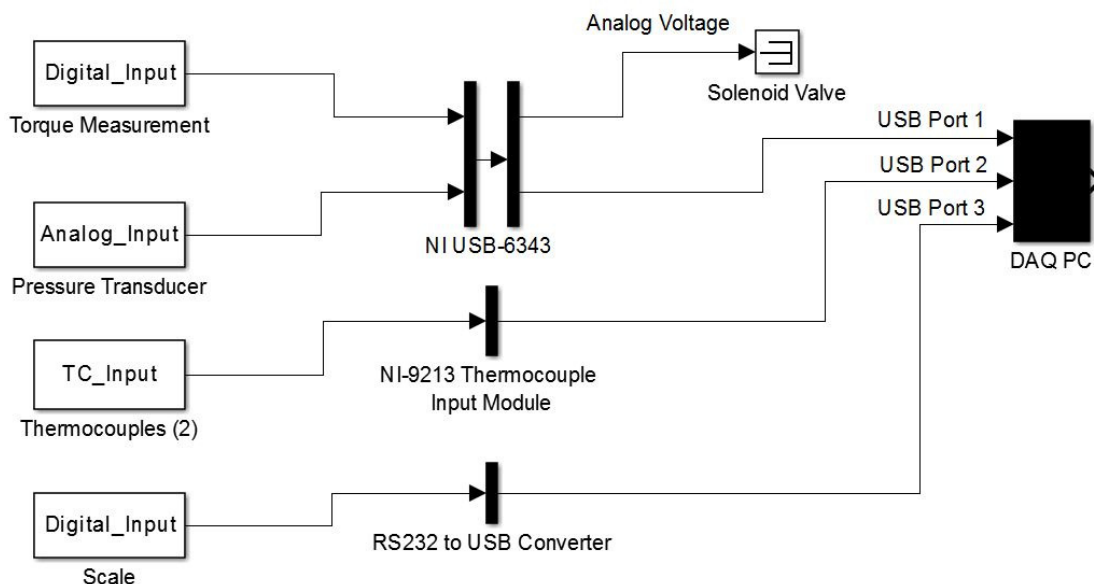 Analog Voltage
Digital_Input
Torque Measurement
Solenoid Valve
USB Port 1
USB Port 2
USB Port 3
Analog_Input
Pressure Transducer
NI USB-6343
DAQ PC
TC_Input
Thermocouples (2)
NI-9213 Thermocouple
Input Module
Digital_Input
Scale
RS232 to USB Converter